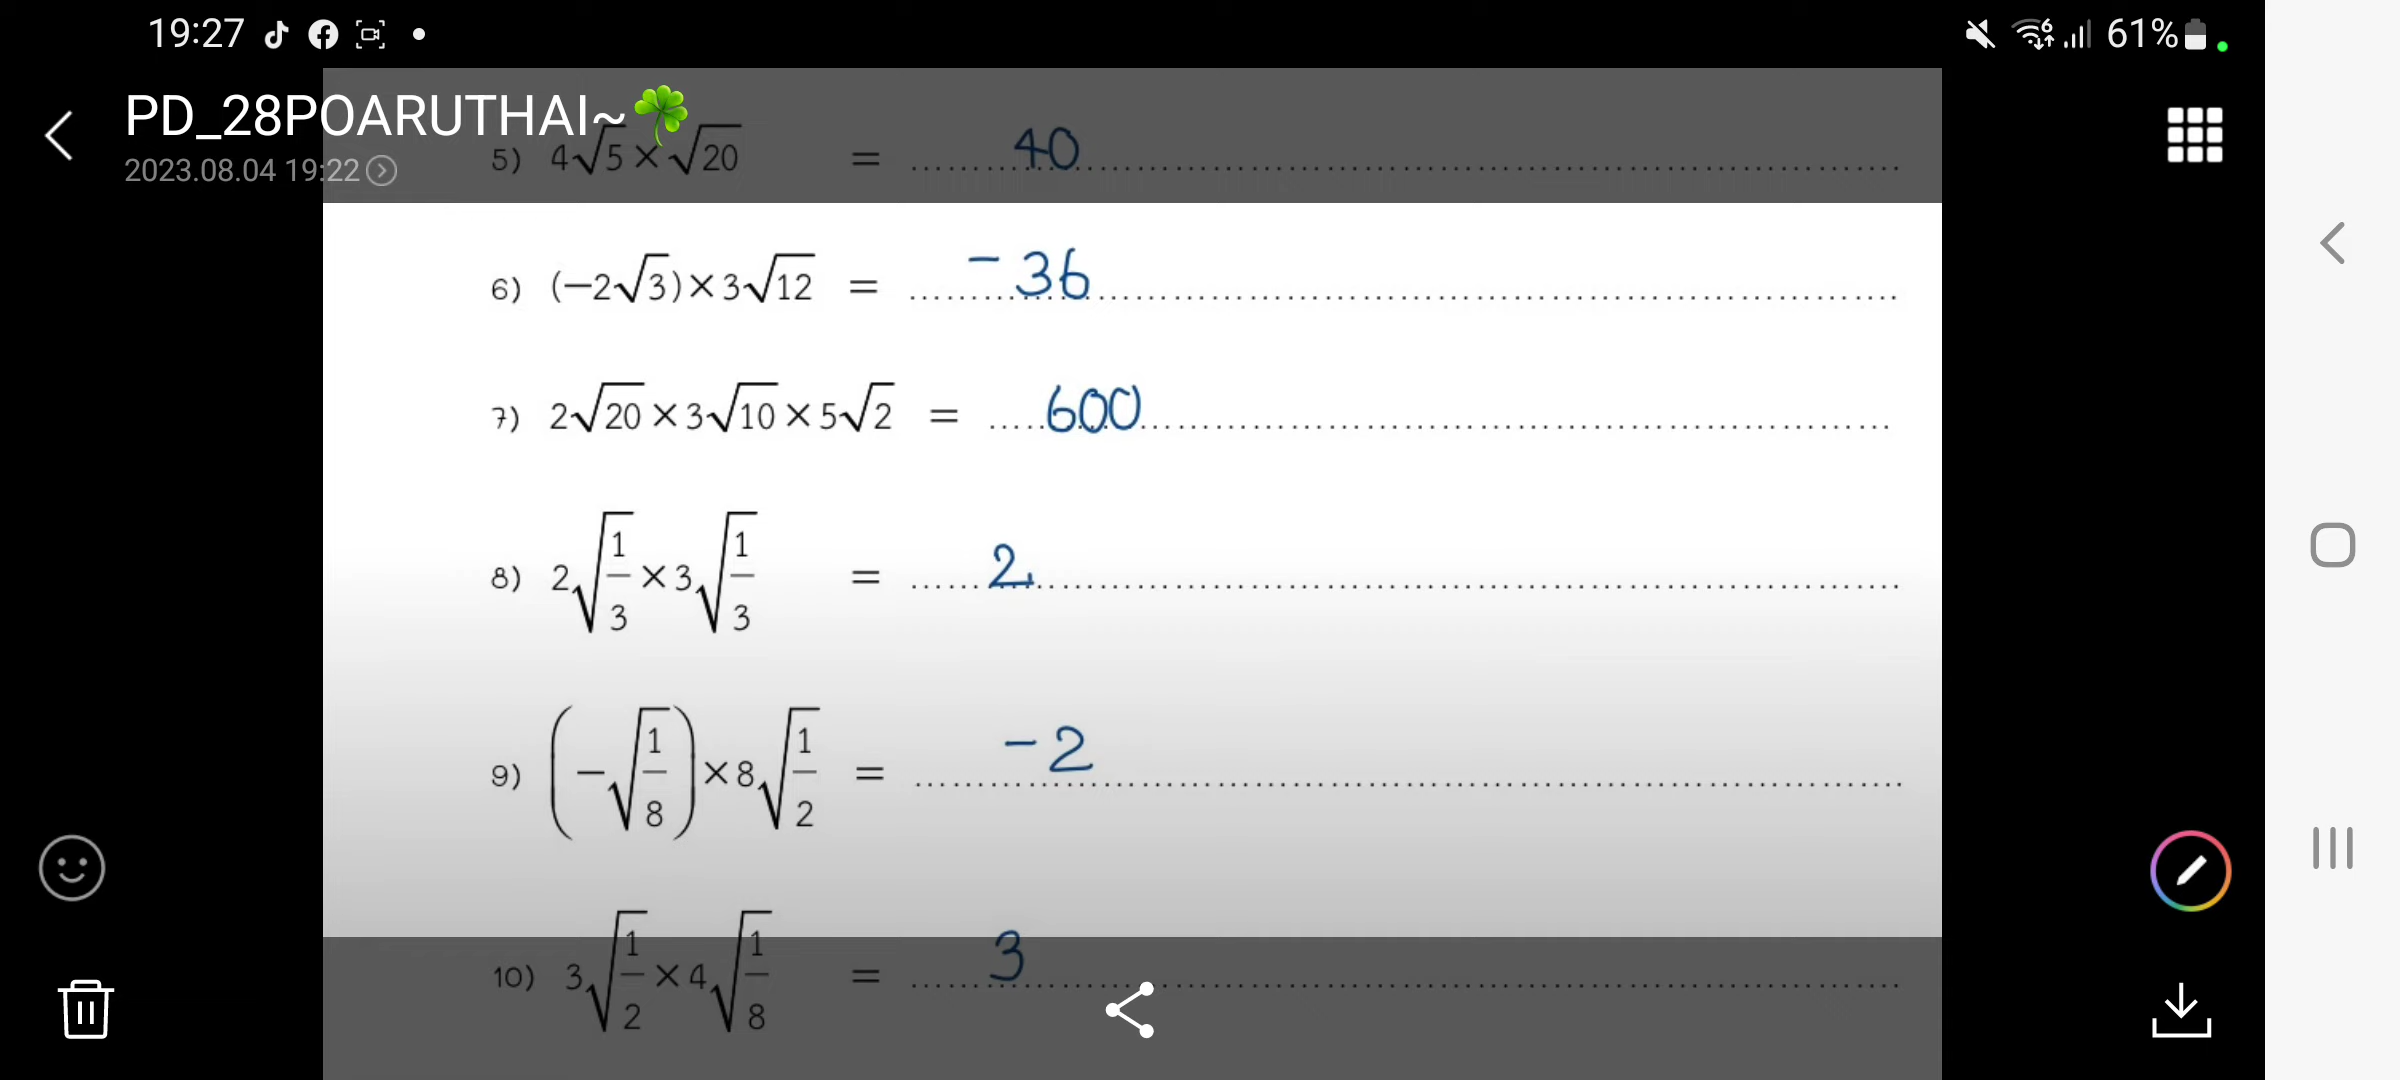 19:27 61%
PD_28POARUTHAI~🍀
2023.08.04 19:22
5) 4√5 × √20 = 40
6) (−2√3) × 3√12 = -36
7) 2√20 × 3√10 × 5√2 = 600
8) 2√(1/3) × 3√(1/3) = 2
9) (−√(1/8)) × 8√(1/2) = -2
10) 3√(1/2) × 4√(1/8) = 3